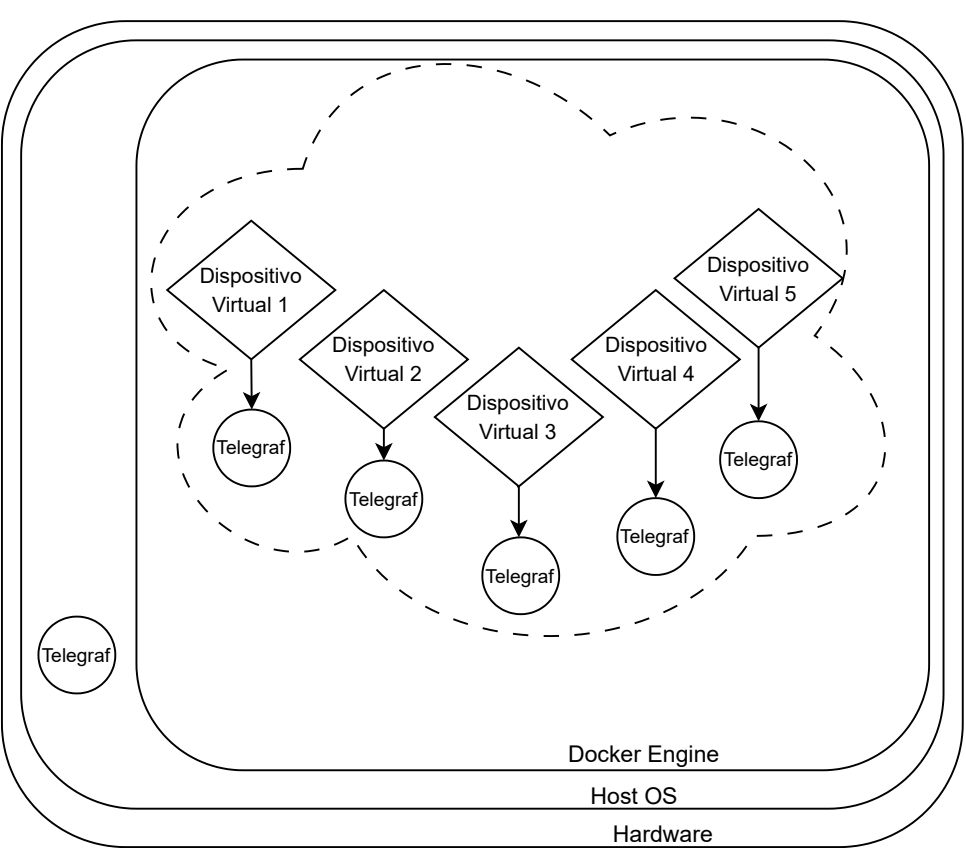 Dispositivo
Virtual 1
Dispositivo
Virtual 2
Dispositivo
Virtual 3
Dispositivo
Virtual 4
Dispositivo
Virtual 5
Telegraf
Telegraf
Telegraf
Telegraf
Telegraf
Telegraf
Docker Engine
Host OS
Hardware